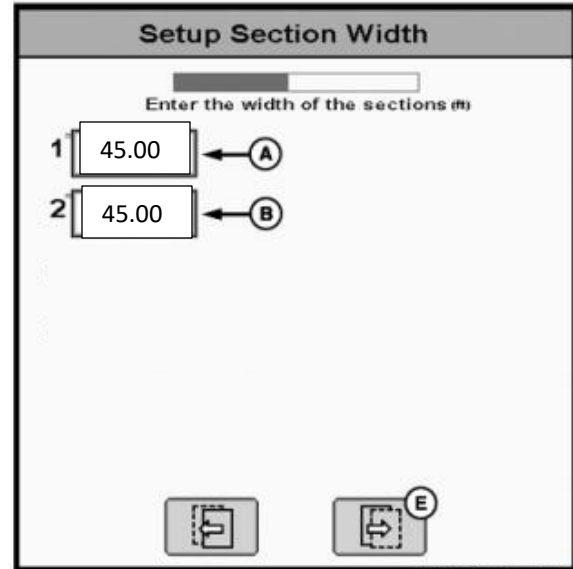 Setup Section Width
Enter the width of the sections (ft)
1 45.00 A
2 45.00 B
E